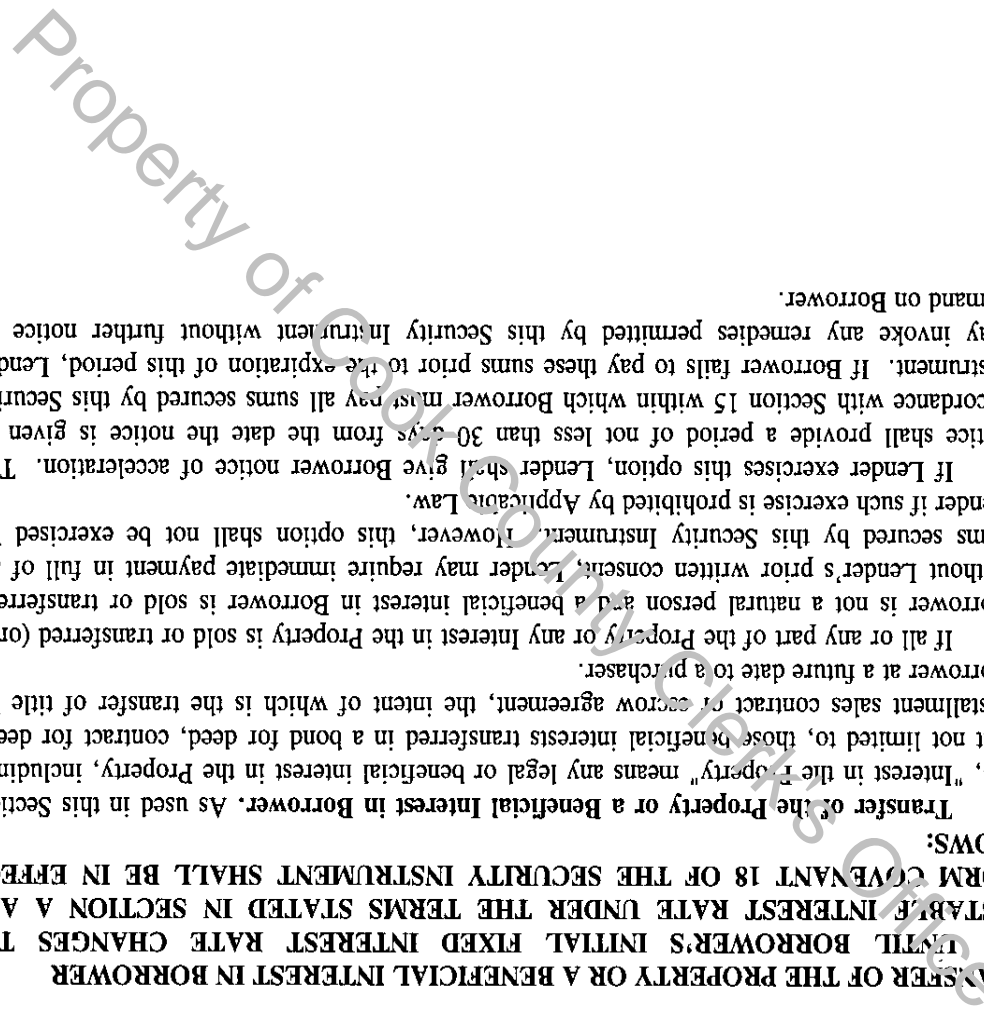 ANSFER OF THE PROPERTY OR A BENEFICIAL INTEREST IN BORROWER
UNTIL BORROWER'S INITIAL FIXED INTEREST RATE CHANGES T
STABLE INTEREST RATE UNDER THE TERMS STATED IN SECTION A A
ORM COVENANT 18 OF THE SECURITY INSTRUMENT SHALL BE IN EFFE
OWS:
Transfer of the Property or a Beneficial Interest in Borrower. As used in this Secti
, "Interest in the Property" means any legal or beneficial interest in the Property, includin
t not limited to, those beneficial interests transferred in a bond for deed, contract for dee
stallment sales contract or escrow agreement, the intent of which is the transfer of title
orrower at a future date to a purchaser.
If all or any part of the Property or any Interest in the Property is sold or transferred (or
orrower is not a natural person and a beneficial interest in Borrower is sold or transferre
thout Lender's prior written consent, Lender may require immediate payment in full of
ms secured by this Security Instrument. However, this option shall not be exercised
nder if such exercise is prohibited by Applicable Law.
If Lender exercises this option, Lender shall give Borrower notice of acceleration. T
tice shall provide a period of not less than 30 days from the date the notice is given
cordance with Section 15 within which Borrower must pay all sums secured by this Securi
strument. If Borrower fails to pay these sums prior to the expiration of this period, Lend
ay invoke any remedies permitted by this Security Instrument without further notice
mand on Borrower.
Property of Cook County Clerk's Office